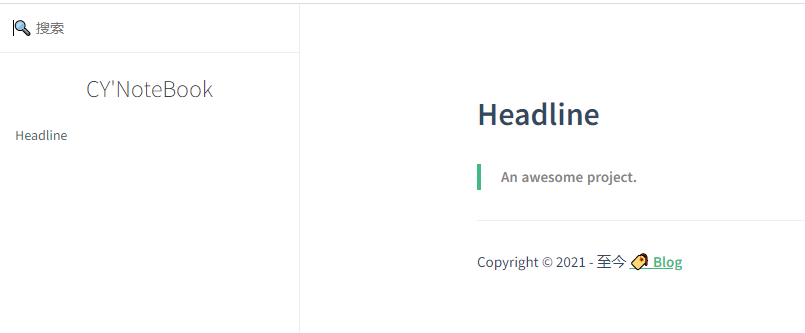 🔍 搜索
CY'NoteBook
Headline
Headline
An awesome project.
Copyright © 2021 - 至今 🏷️ Blog